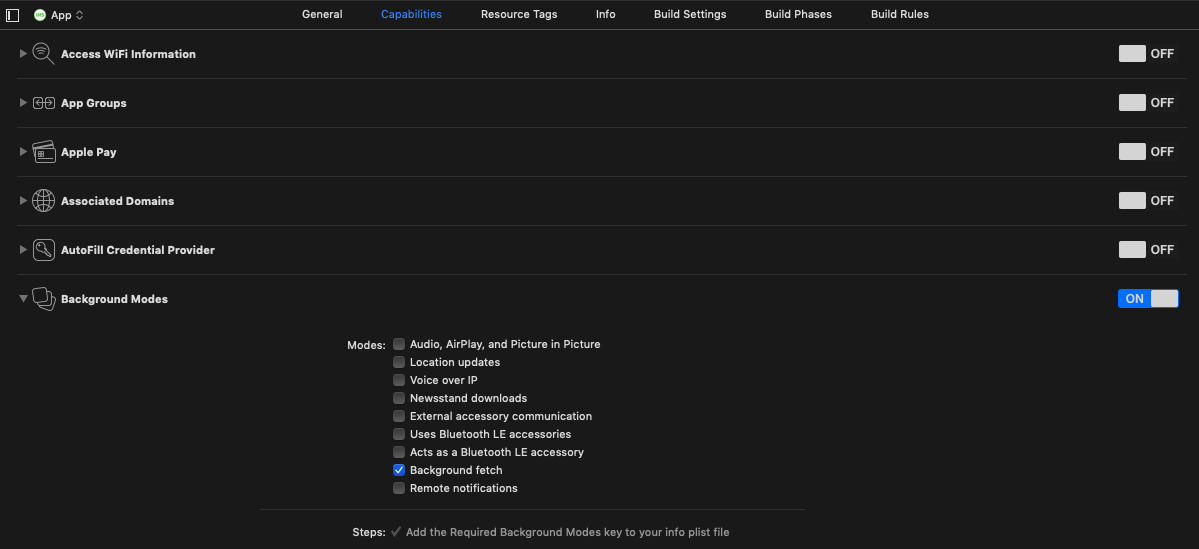 App General Capabilities Resource Tags Info Build Settings Build Phases Build Rules
Access WiFi Information OFF
App Groups OFF
Apple Pay OFF
Associated Domains OFF
AutoFill Credential Provider OFF
Background Modes ON
Modes: Audio, AirPlay, and Picture in Picture
Location updates
Voice over IP
Newsstand downloads
External accessory communication
Uses Bluetooth LE accessories
Acts as a Bluetooth LE accessory
Background fetch
Remote notifications
Steps: Add the Required Background Modes key to your info plist file